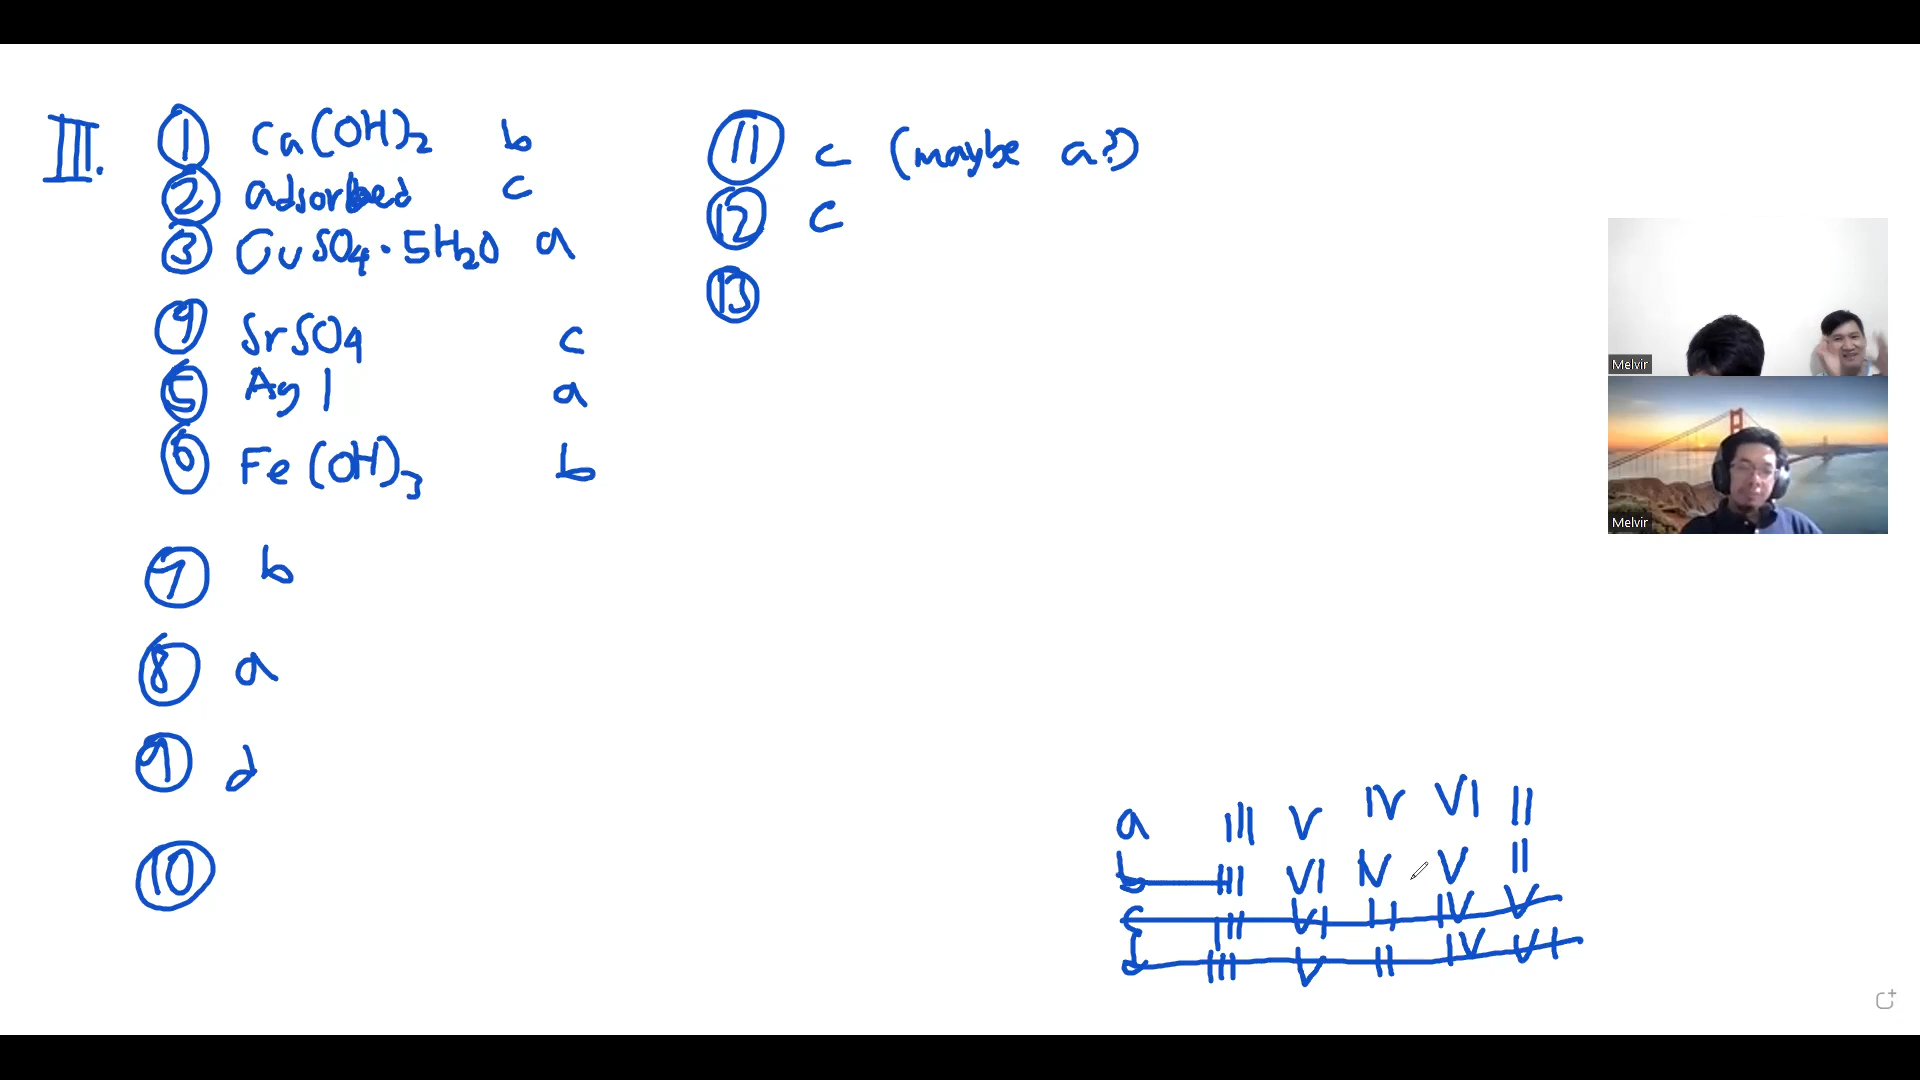 III.
① Ca(OH)₂ b
② adsorbed c
③ CuSO₄·5H₂O a
④ SrSO₄ c
⑤ AgI a
⑥ Fe(OH)₃ b
⑦ b
⑧ a
⑨ d
⑩
⑪ c (maybe a?)
⑫ c
⑬
Melvir
Melvir
a III V IV VI II
b III VI IV V II
c III VI II IV V
d III V II IV VI